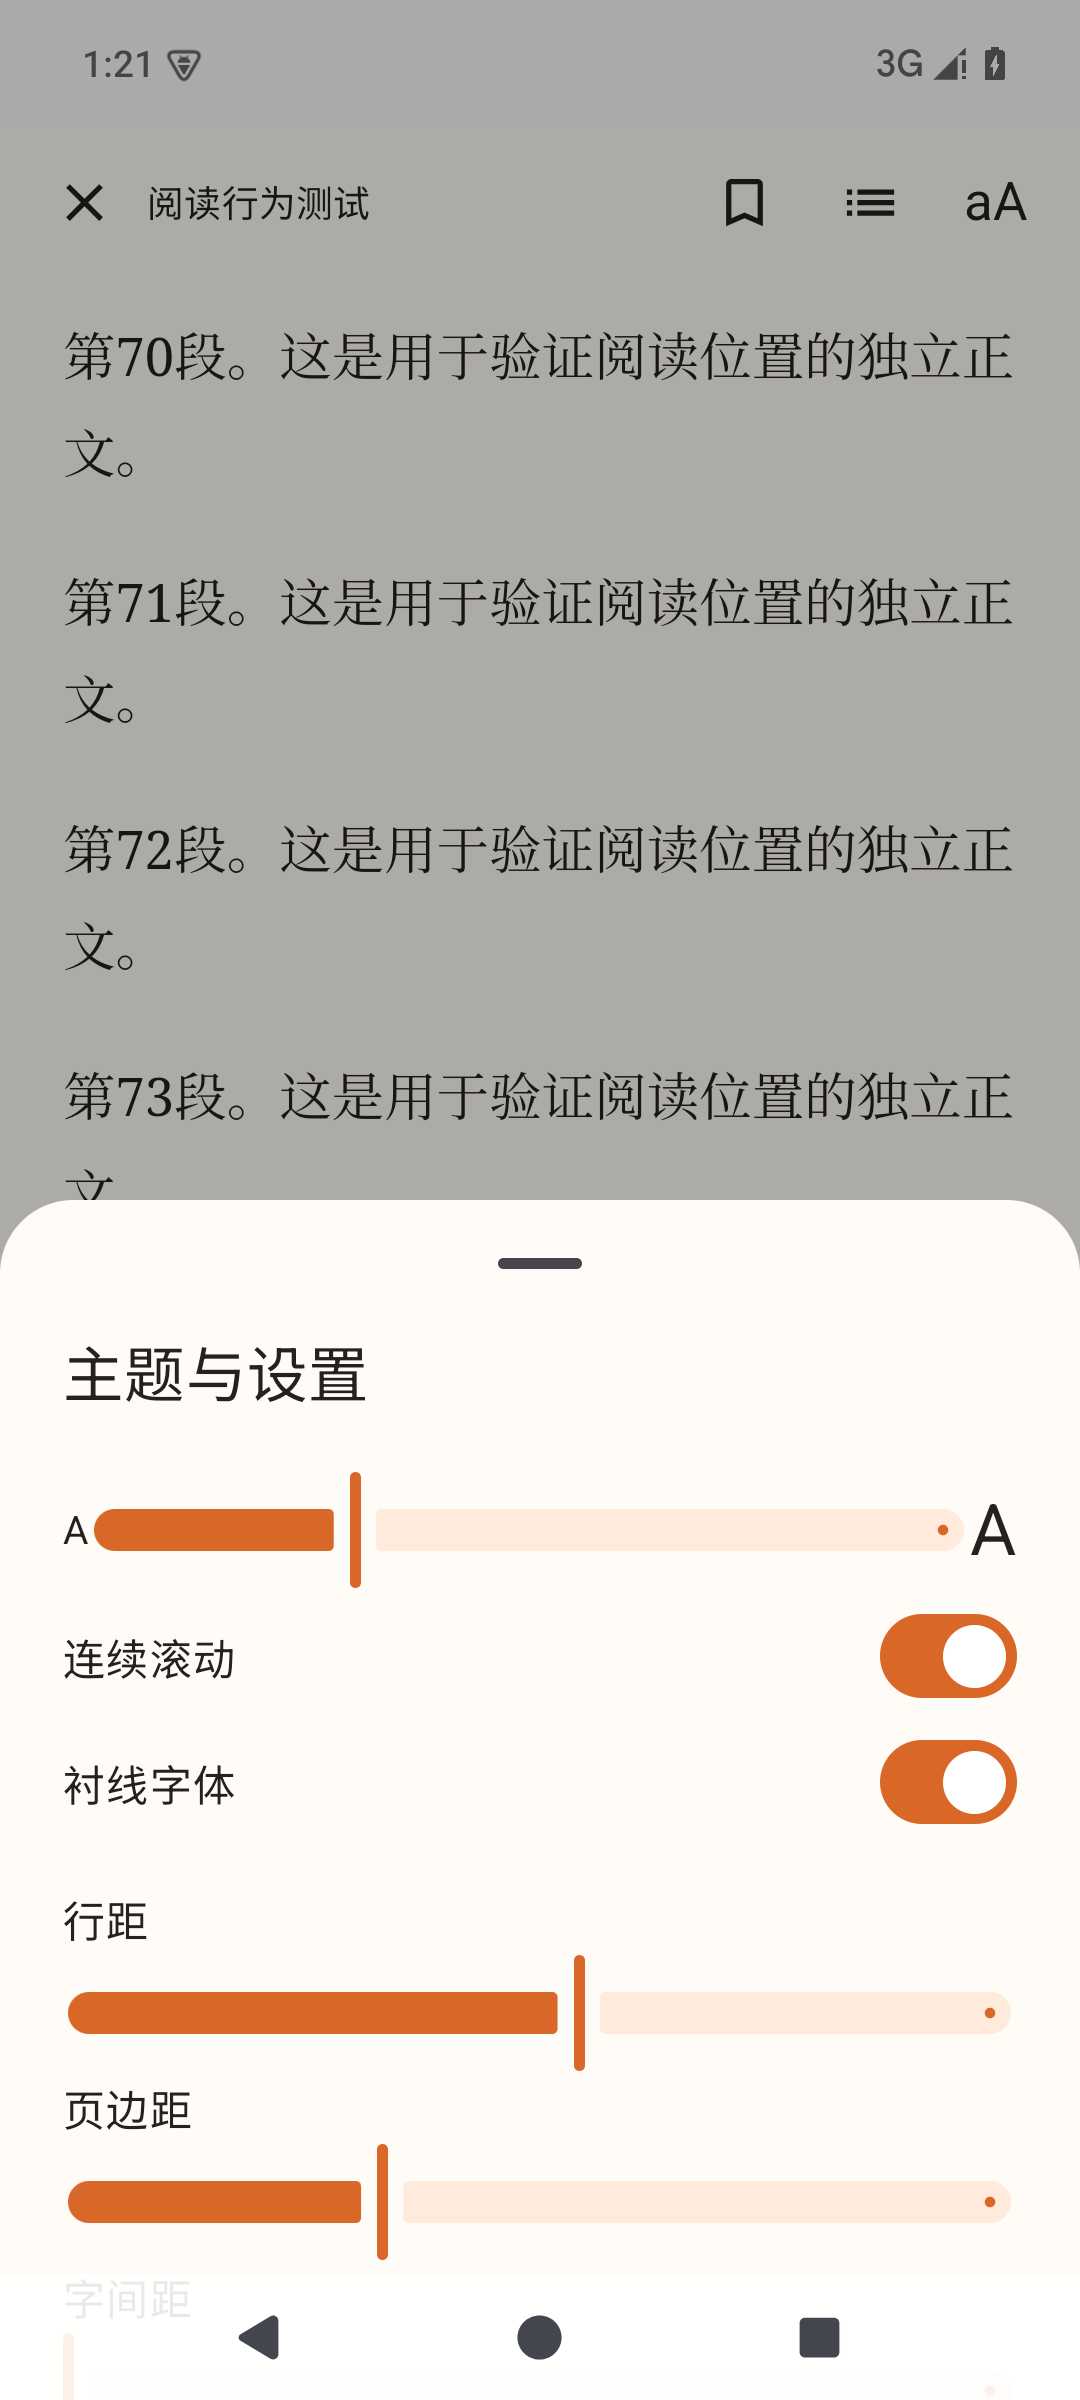 1:21
3G
阅读行为测试
aA
第70段。这是用于验证阅读位置的独立正
文。
第71段。这是用于验证阅读位置的独立正
文。
第72段。这是用于验证阅读位置的独立正
文。
第73段。这是用于验证阅读位置的独立正
文
主题与设置
A
A
连续滚动
衬线字体
行距
页边距
字间距